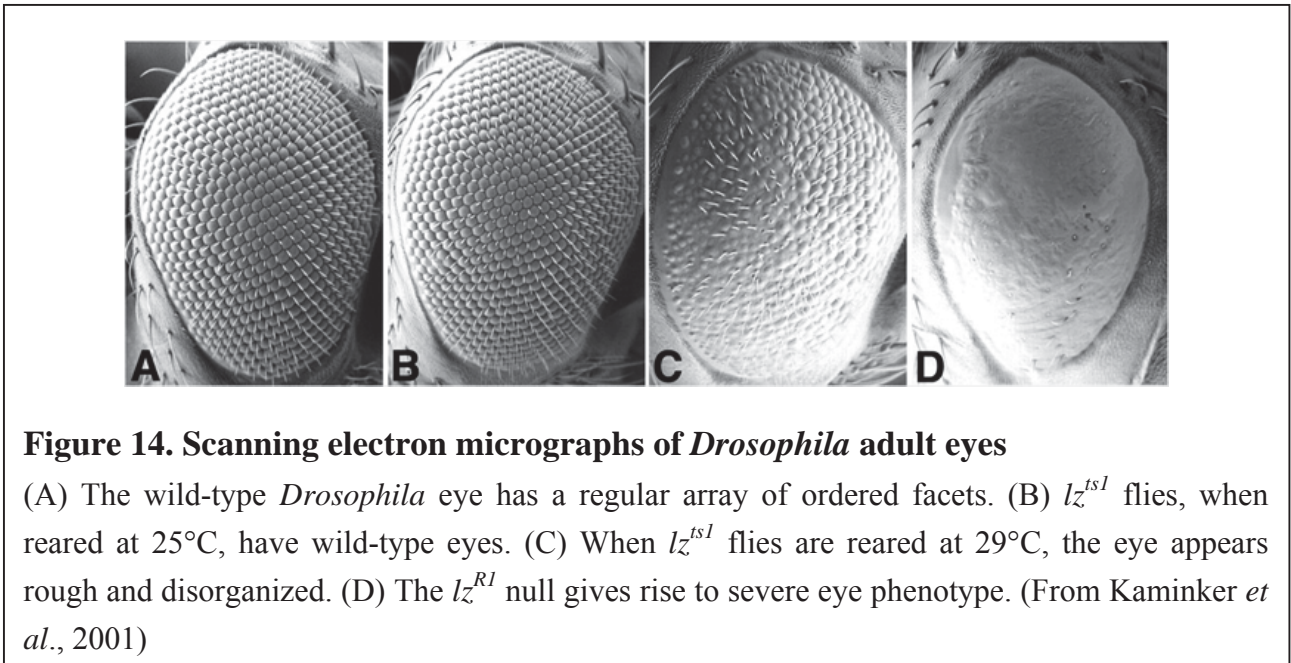 A B C D
Figure 14. Scanning electron micrographs of Drosophila adult eyes
(A) The wild-type Drosophila eye has a regular array of ordered facets. (B) lz^ts1 flies, when
reared at 25°C, have wild-type eyes. (C) When lz^ts1 flies are reared at 29°C, the eye appears
rough and disorganized. (D) The lz^R1 null gives rise to severe eye phenotype. (From Kaminker et
al., 2001)